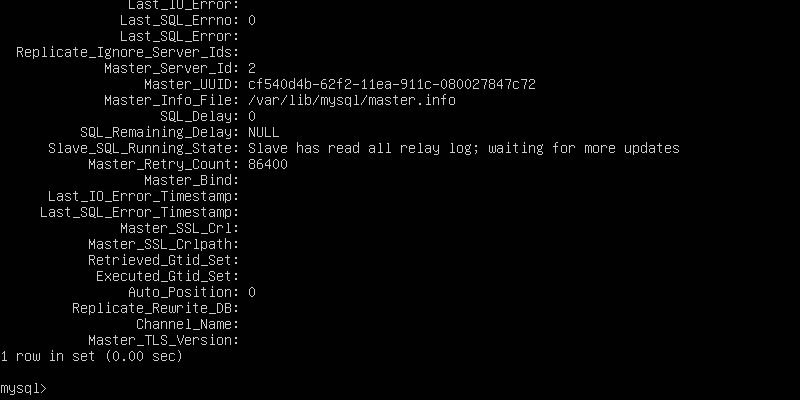 Last_IO_Error:
Last_SQL_Errno: 0
Last_SQL_Error:
Replicate_Ignore_Server_Ids:
Master_Server_Id: 2
Master_UUID: cf540d4b-62f2-11ea-911c-080027847c72
Master_Info_File: /var/lib/mysql/master.info
SQL_Delay: 0
SQL_Remaining_Delay: NULL
Slave_SQL_Running_State: Slave has read all relay log; waiting for more updates
Master_Retry_Count: 86400
Master_Bind:
Last_IO_Error_Timestamp:
Last_SQL_Error_Timestamp:
Master_SSL_Crl:
Master_SSL_Crlpath:
Retrieved_Gtid_Set:
Executed_Gtid_Set:
Auto_Position: 0
Replicate_Rewrite_DB:
Channel_Name:
Master_TLS_Version:
1 row in set (0.00 sec)
mysql>